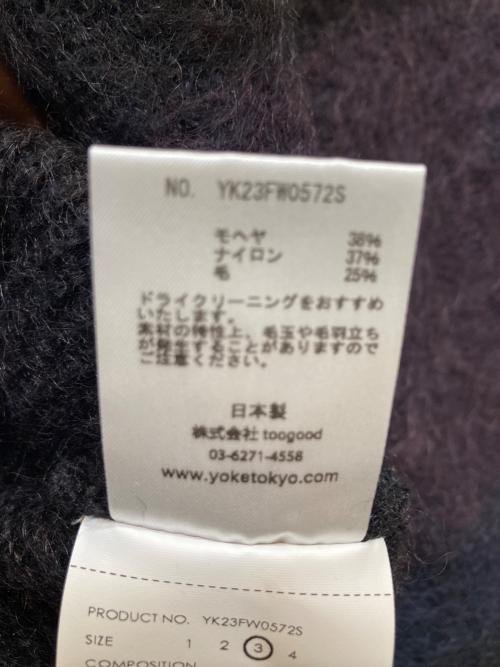 NO. YK23FW0572S
モヘヤ 38%
ナイロン 37%
毛 25%
ドライクリーニングをおすすめ
いたします。
素材の特性上、毛玉や毛羽立ち
が発生することがありますので
ご注意ください。
日本製
株式会社 toogood
03-6271-4558
www.yoketokyo.com
PRODUCT NO. YK23FW0572S
SIZE 1 2 3 4
COMPOSITION